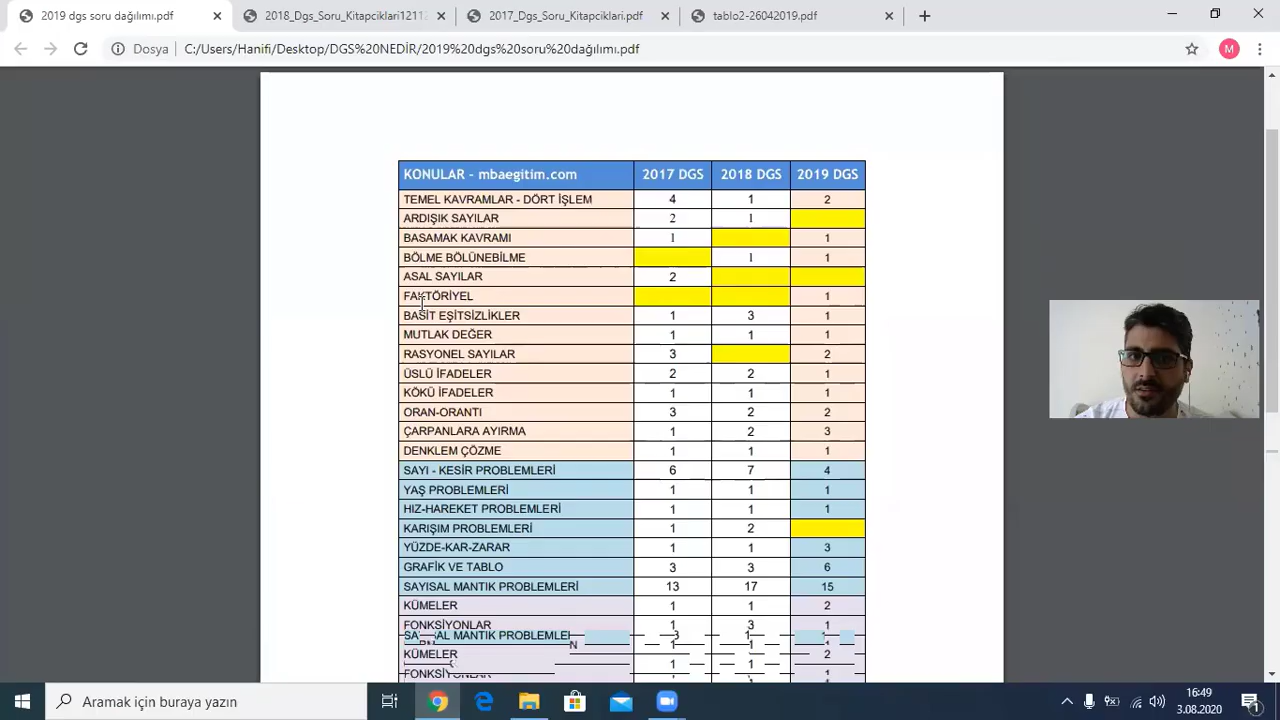 2019 dgs soru dağılımı.pdf
2018_Dgs_Soru_Kitapciklari12112
2017_Dgs_Soru_Kitapciklari.pdf
tablo2-26042019.pdf
Dosya C:/Users/Hanifi/Desktop/DGS%20NEDİR/2019%20dgs%20soru%20dağılımı.pdf
M
KONULAR - mbaegitim.com 2017 DGS 2018 DGS 2019 DGS
TEMEL KAVRAMLAR - DÖRT İŞLEM 4 1 2
ARDIŞIK SAYILAR 2 1
BASAMAK KAVRAMI 1 1
BÖLME BÖLÜNEBİLME 1 1
ASAL SAYILAR 2
FAKTÖRİYEL 1
BASİT EŞİTSİZLİKLER 1 3 1
MUTLAK DEĞER 1 1 1
RASYONEL SAYILAR 3 2
ÜSLÜ İFADELER 2 2 1
KÖKÜ İFADELER 1 1 1
ORAN-ORANTI 3 2 2
ÇARPANLARA AYIRMA 1 2 3
DENKLEM ÇÖZME 1 1 1
SAYI - KESİR PROBLEMLERİ 6 7 4
YAŞ PROBLEMLERİ 1 1 1
HIZ-HAREKET PROBLEMLERİ 1 1 1
KARIŞIM PROBLEMLERİ 1 2
YÜZDE-KAR-ZARAR 1 1 3
GRAFİK VE TABLO 3 3 6
SAYISAL MANTIK PROBLEMLERİ 13 17 15
KÜMELER 1 1 2
FONKSİYONLAR 1 3 1
KÜMELER 2
Aramak için buraya yazın
16:49
3.08.2020
1